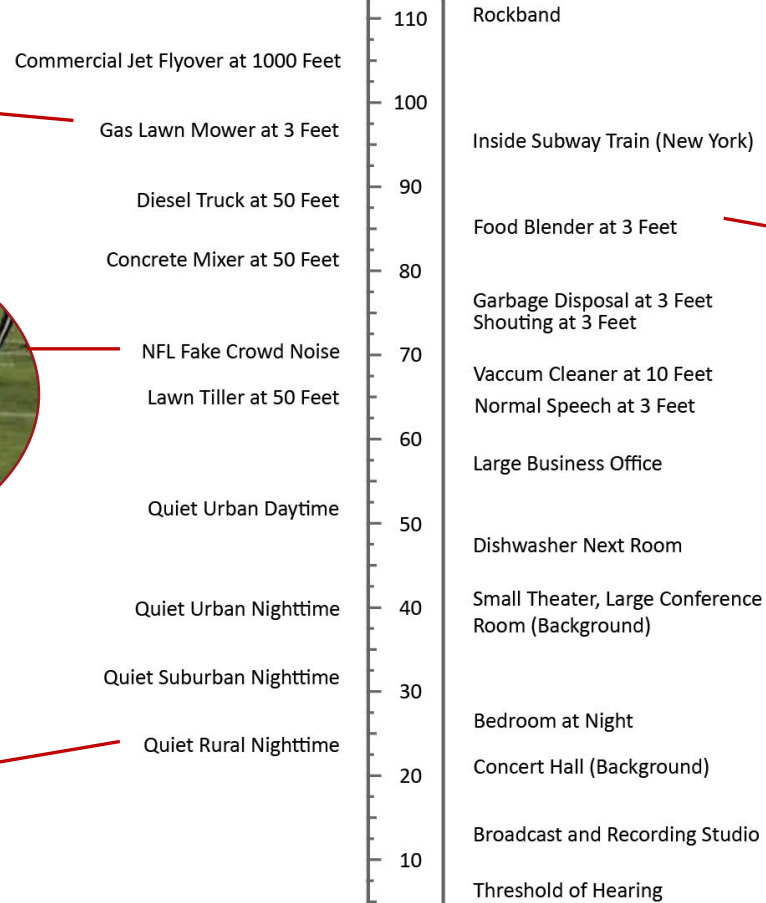 110
Rockband
Commercial Jet Flyover at 1000 Feet
100
Gas Lawn Mower at 3 Feet
Inside Subway Train (New York)
90
Diesel Truck at 50 Feet
Food Blender at 3 Feet
Concrete Mixer at 50 Feet
80
Garbage Disposal at 3 Feet
Shouting at 3 Feet
NFL Fake Crowd Noise
70
Vaccum Cleaner at 10 Feet
Lawn Tiller at 50 Feet
Normal Speech at 3 Feet
60
Large Business Office
Quiet Urban Daytime
50
Dishwasher Next Room
Quiet Urban Nighttime
40
Small Theater, Large Conference
Room (Background)
Quiet Suburban Nighttime
30
Bedroom at Night
Quiet Rural Nighttime
Concert Hall (Background)
20
Broadcast and Recording Studio
10
Threshold of Hearing